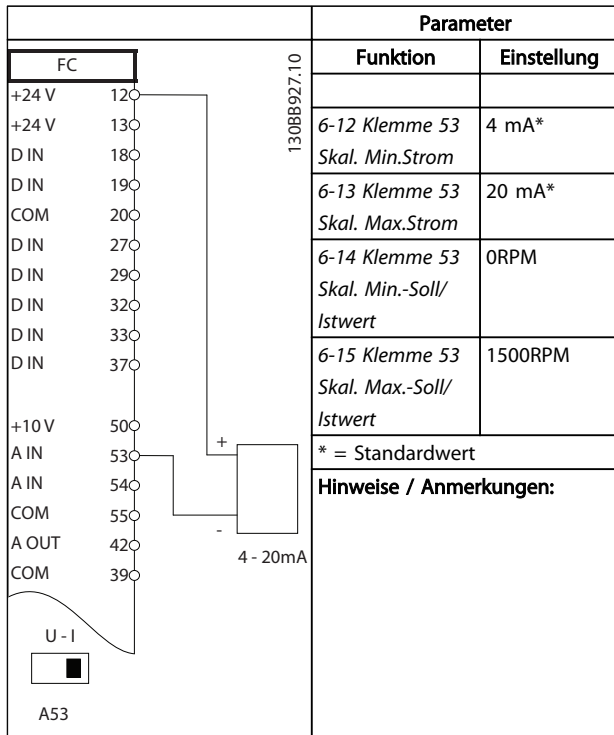 FC
+24 V 12
+24 V 13
D IN 18
D IN 19
COM 20
D IN 27
D IN 29
D IN 32
D IN 33
D IN 37
+10 V 50
A IN 53
A IN 54
COM 55
A OUT 42
COM 39
U - I
A53
+
-
4 - 20mA
130BB927.10
Parameter
Funktion Einstellung
6-12 Klemme 53 4 mA*
Skal. Min.Strom
6-13 Klemme 53 20 mA*
Skal. Max.Strom
6-14 Klemme 53 0RPM
Skal. Min.-Soll/
Istwert
6-15 Klemme 53 1500RPM
Skal. Max.-Soll/
Istwert
* = Standardwert
Hinweise / Anmerkungen: